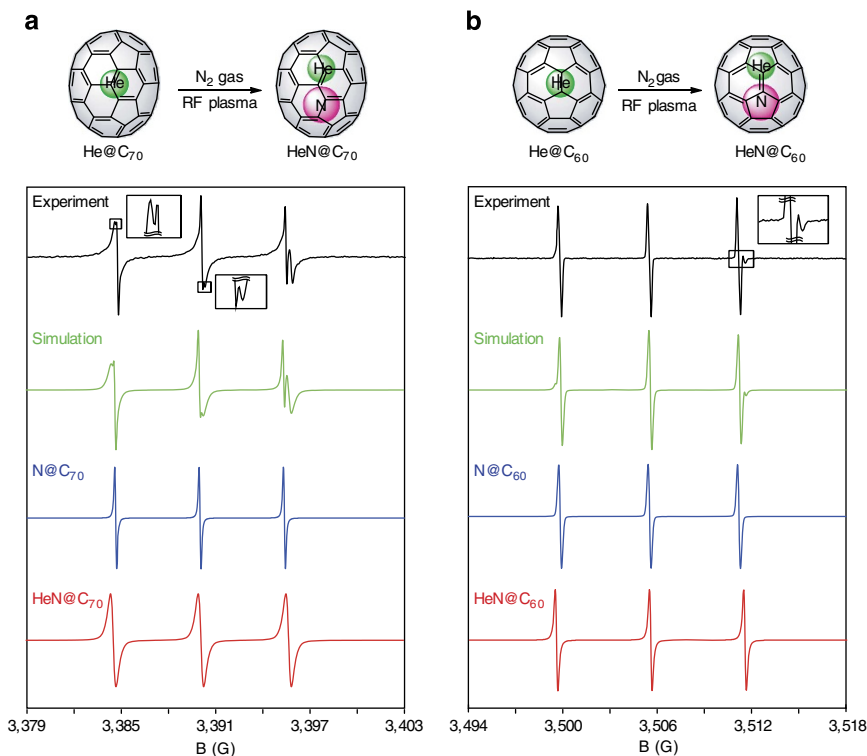 a
He
He
N
N₂ gas
RF plasma
He@C₇₀
HeN@C₇₀
Experiment
Simulation
N@C₇₀
HeN@C₇₀
3,379
3,385
3,391
3,397
3,403
B (G)
b
He
He
N
N₂ gas
RF plasma
He@C₆₀
HeN@C₆₀
Experiment
Simulation
N@C₆₀
HeN@C₆₀
3,494
3,500
3,506
3,512
3,518
B (G)